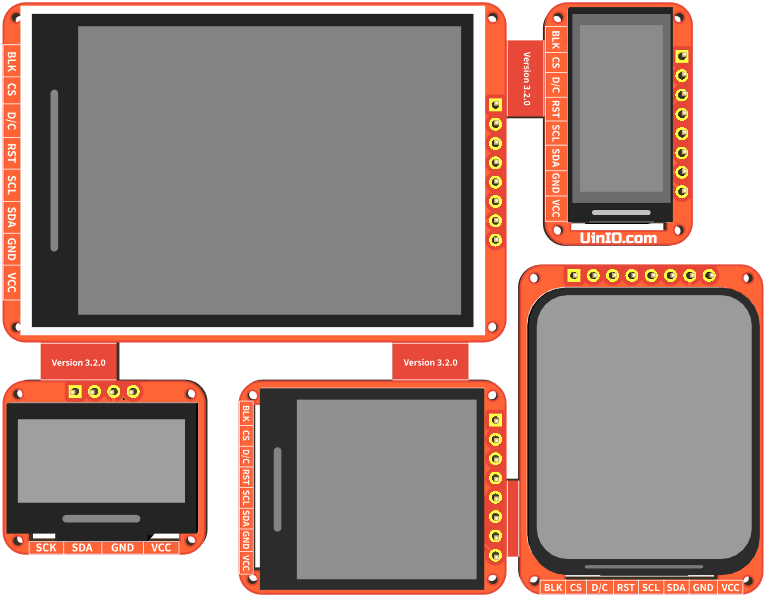 BLK
CS
D/C
RST
SCL
SDA
GND
VCC
Version 3.2.0
BLK
CS
D/C
RST
SCL
SDA
GND
VCC
UinIO.com
Version 3.2.0
Version 3.2.0
SCK SDA GND VCC
BLK
CS
D/C
RST
SCL
SDA
GND
VCC
BLK CS D/C RST SCL SDA GND VCC